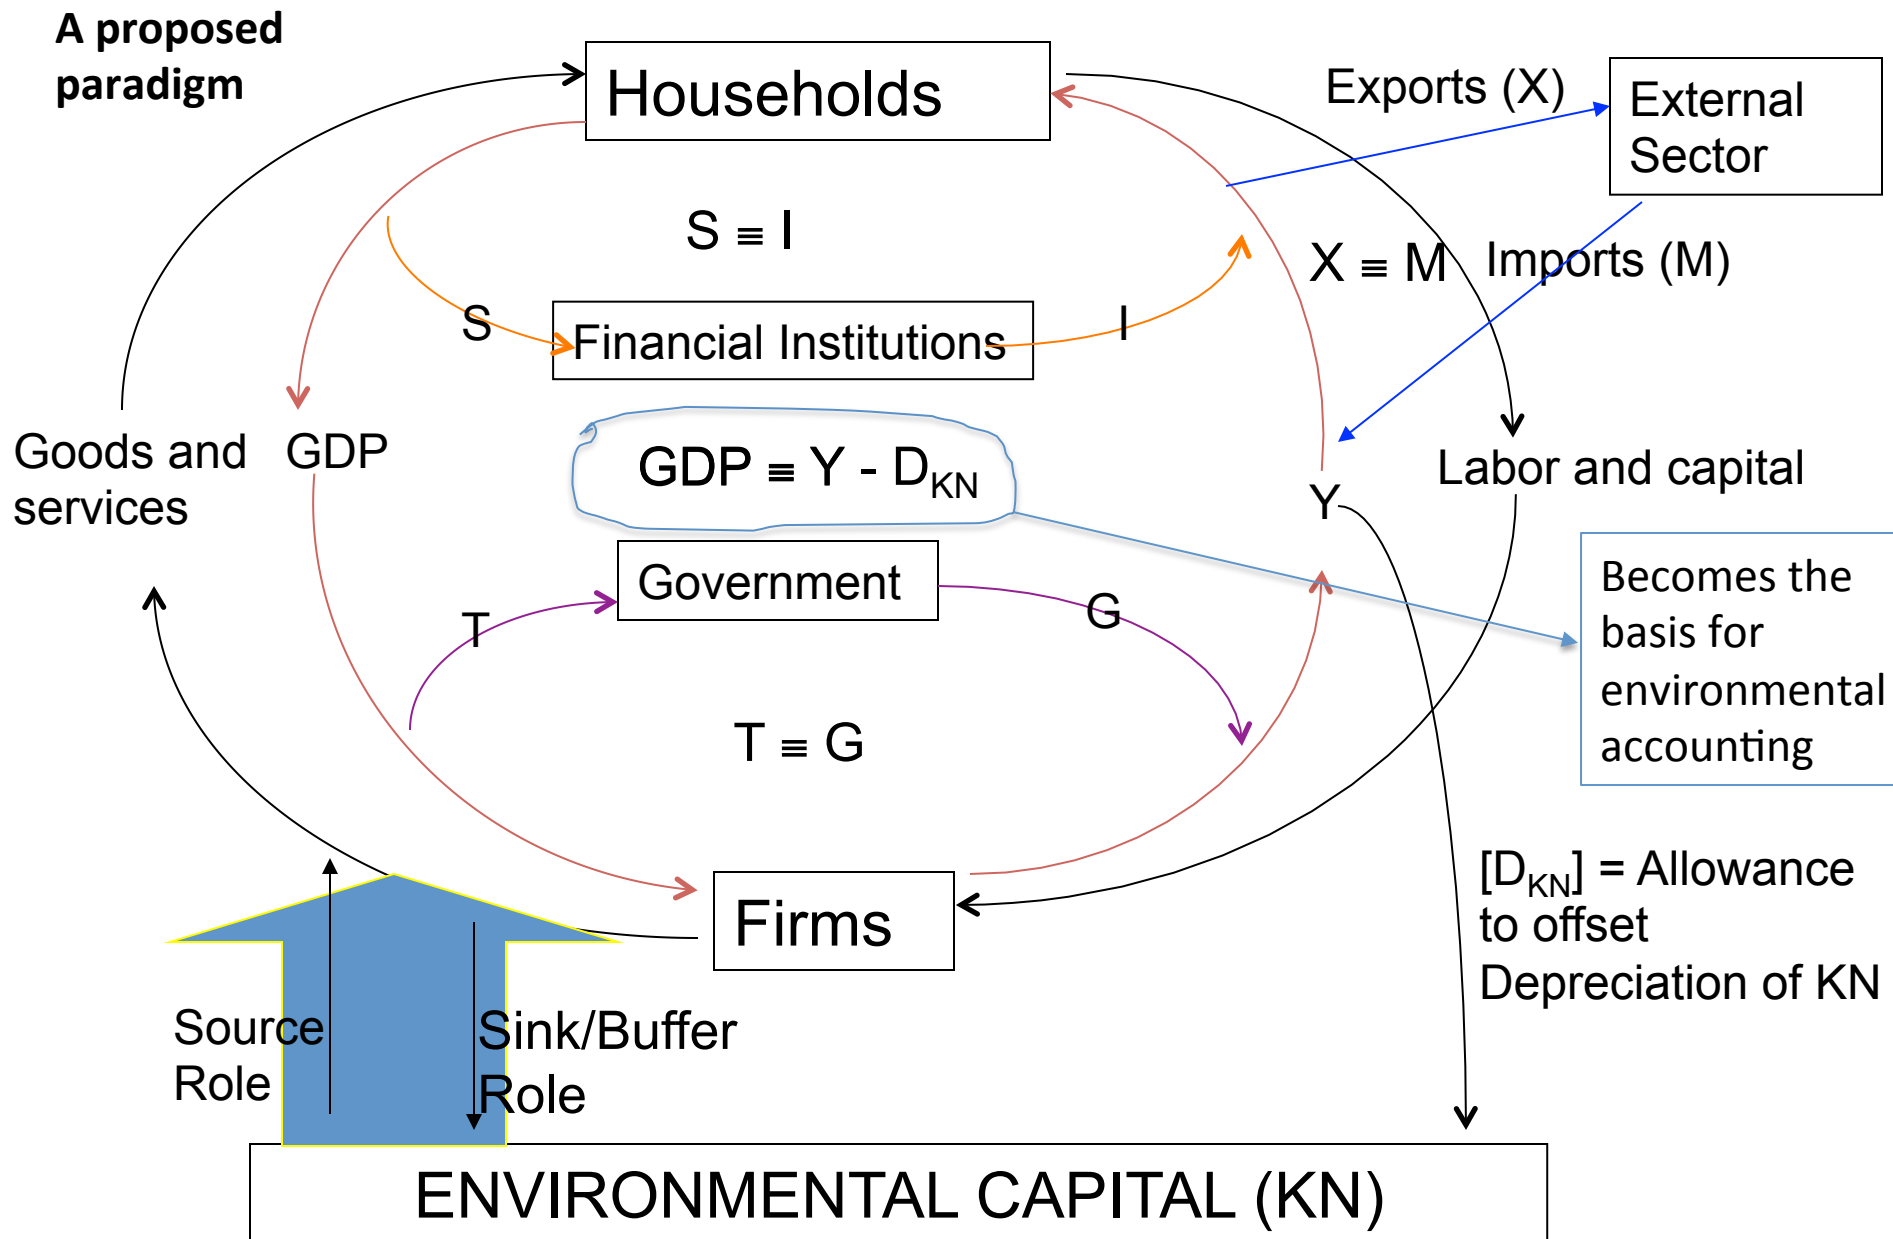 A proposed
paradigm
Households
Exports (X)
External
Sector
S ≡ I
X ≡ M
Imports (M)
S
Financial Institutions
I
Goods and
services
GDP
GDP ≡ Y - D_KN
Y
Labor and capital
Government
T
G
Becomes the
basis for
environmental
accounting
T ≡ G
[D_KN] = Allowance
to offset
Depreciation of KN
Firms
Source
Role
Sink/Buffer
Role
ENVIRONMENTAL CAPITAL (KN)